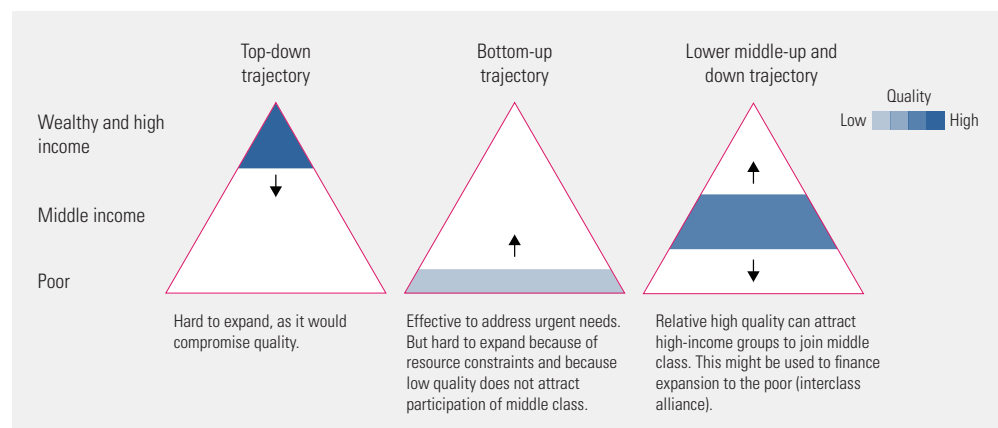 Top-down
trajectory
Bottom-up
trajectory
Lower middle-up and
down trajectory
Quality
Low
High
Wealthy and high
income
Middle income
Poor
Hard to expand, as it would
compromise quality.
Effective to address urgent needs.
But hard to expand because of
resource constraints and because
low quality does not attract
participation of middle class.
Relative high quality can attract
high-income groups to join middle
class. This might be used to finance
expansion to the poor (interclass
alliance).